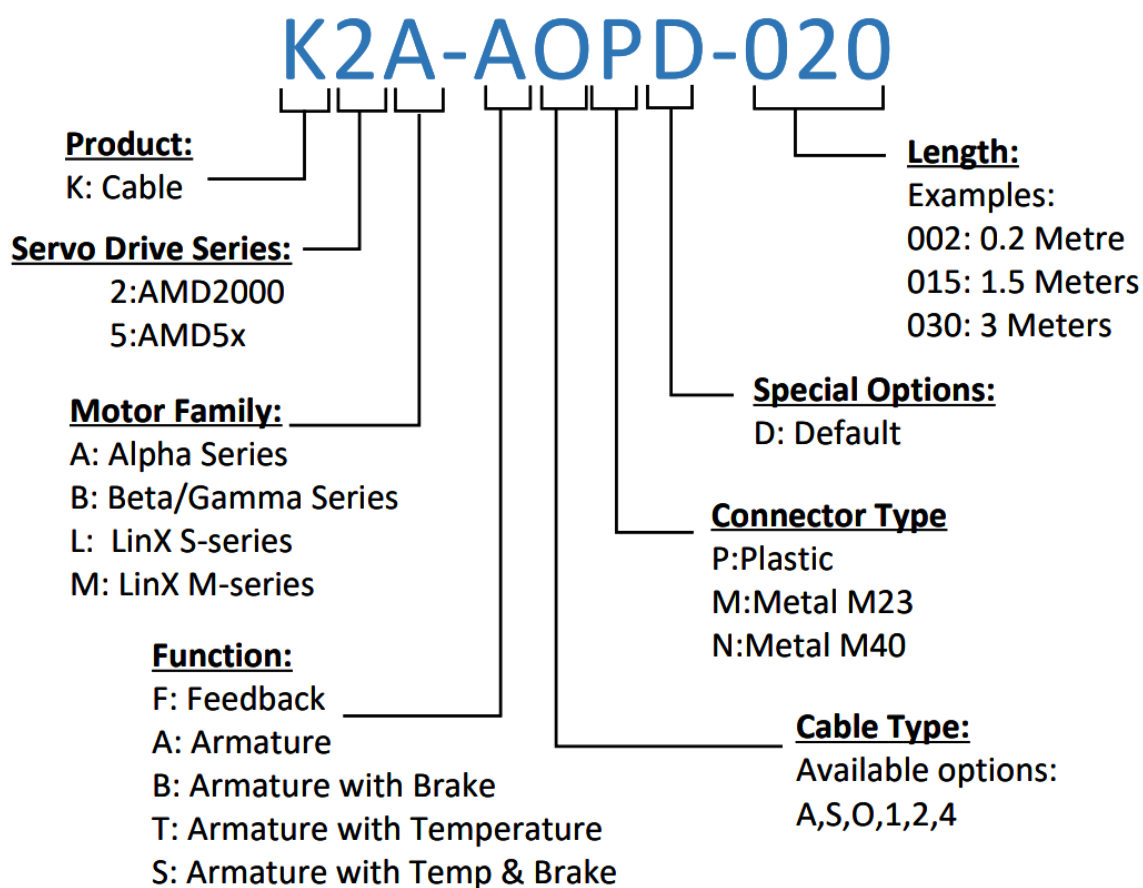 K2A-AOPD-020
Product:
K: Cable
Servo Drive Series:
2:AMD2000
5:AMD5x
Motor Family:
A: Alpha Series
B: Beta/Gamma Series
L: LinX S-series
M: LinX M-series
Function:
F: Feedback
A: Armature
B: Armature with Brake
T: Armature with Temperature
S: Armature with Temp & Brake
Length:
Examples:
002: 0.2 Metre
015: 1.5 Meters
030: 3 Meters
Special Options:
D: Default
Connector Type
P:Plastic
M:Metal M23
N:Metal M40
Cable Type:
Available options:
A,S,O,1,2,4